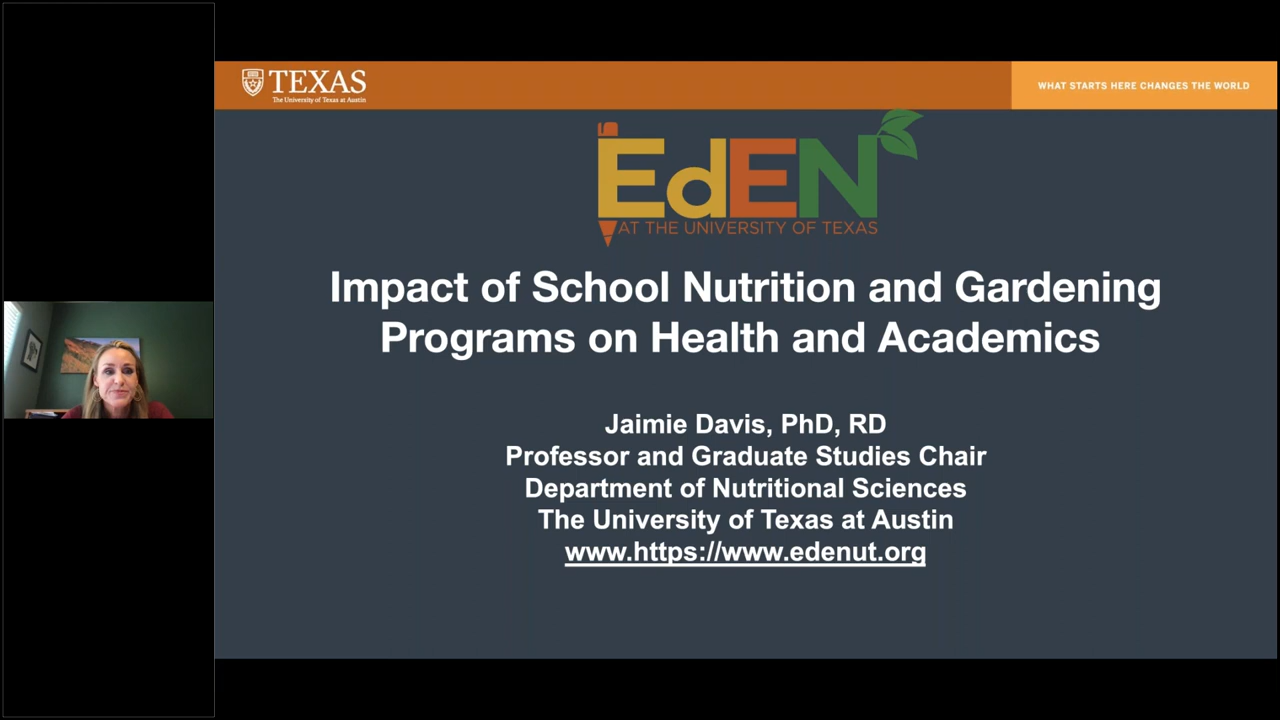 TEXAS
The University of Texas at Austin
WHAT STARTS HERE CHANGES THE WORLD
EdEN
AT THE UNIVERSITY OF TEXAS
Impact of School Nutrition and Gardening
Programs on Health and Academics
Jaimie Davis, PhD, RD
Professor and Graduate Studies Chair
Department of Nutritional Sciences
The University of Texas at Austin
www.https://www.edenut.org